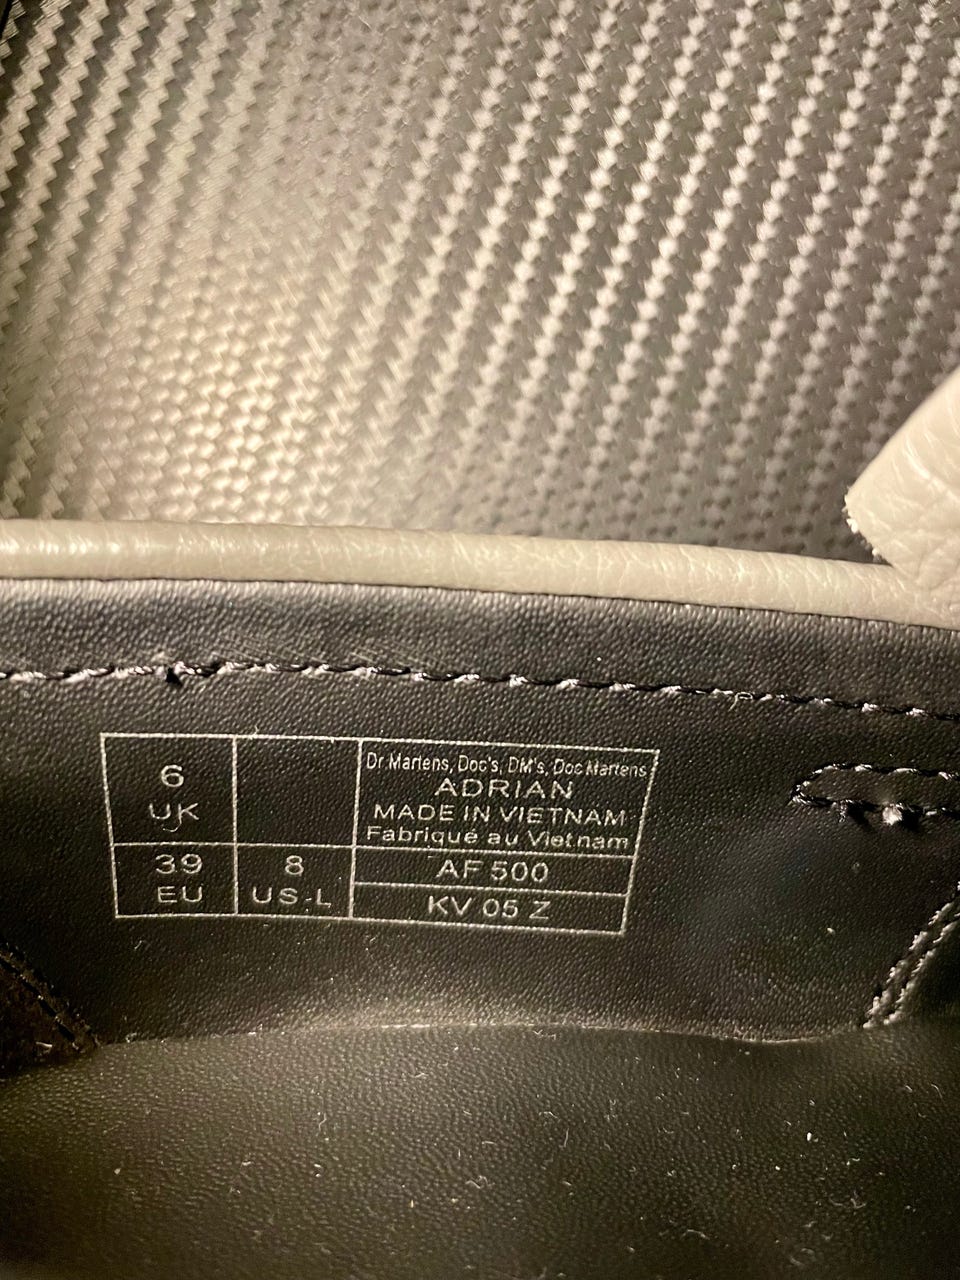 6
UK
39
EU
8
US-L
Dr.Martens, Doc's, DM's, Doc Martens
ADRIAN
MADE IN VIETNAM
Fabriqué au Vietnam
AF 500
KV 05 Z